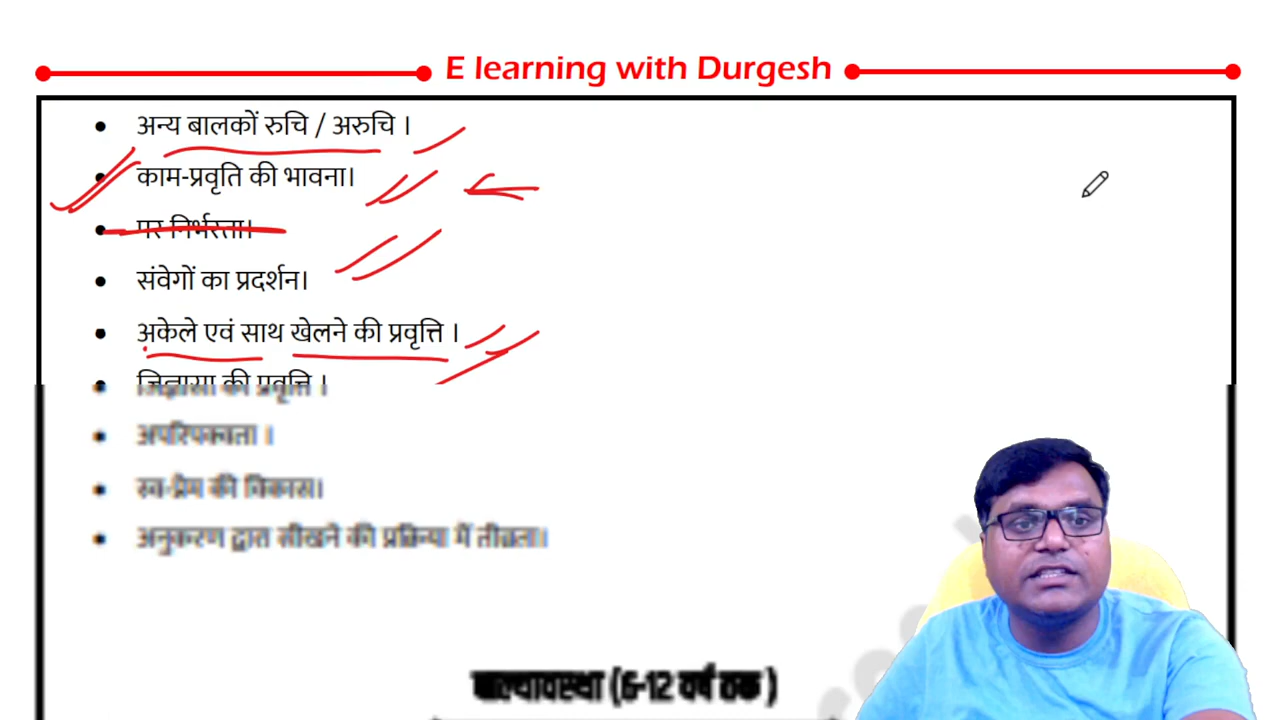 E learning with Durgesh
• अन्य बालकों रुचि / अरुचि ।
• काम-प्रवृति की भावना।
• पर निर्भरता।
• संवेगों का प्रदर्शन।
• अकेले एवं साथ खेलने की प्रवृत्ति ।
• जिज्ञासा की प्रवृत्ति ।
• अपरिपक्वता ।
• स्व-प्रेम की विकास।
• अनुकरण द्वारा सीखने की प्रक्रिया में तीव्रता।
बाल्यावस्था (6-12 वर्ष तक )